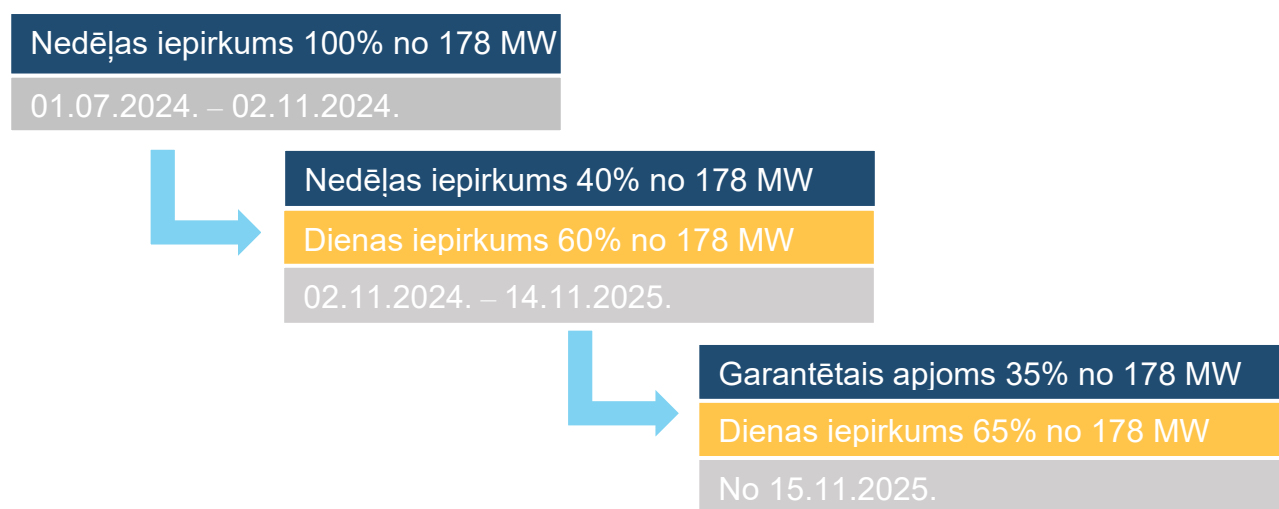 Nedēļas iepirkums 100% no 178 MW
01.07.2024. – 02.11.2024.
Nedēļas iepirkums 40% no 178 MW
Dienas iepirkums 60% no 178 MW
02.11.2024. – 14.11.2025.
Garantētais apjoms 35% no 178 MW
Dienas iepirkums 65% no 178 MW
No 15.11.2025.